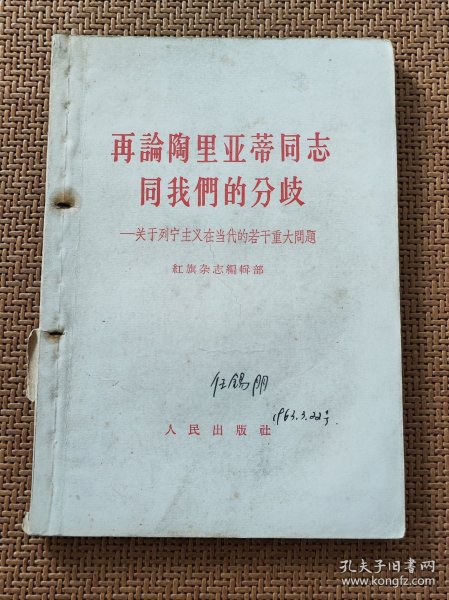 再論陶里亚蒂同志
同我們的分歧
—关于列宁主义在当代的若干重大問題
紅旗杂志編輯部
任錫朋
1963.3.22号
人民出版社
孔夫子旧书网
www.kongfz.com